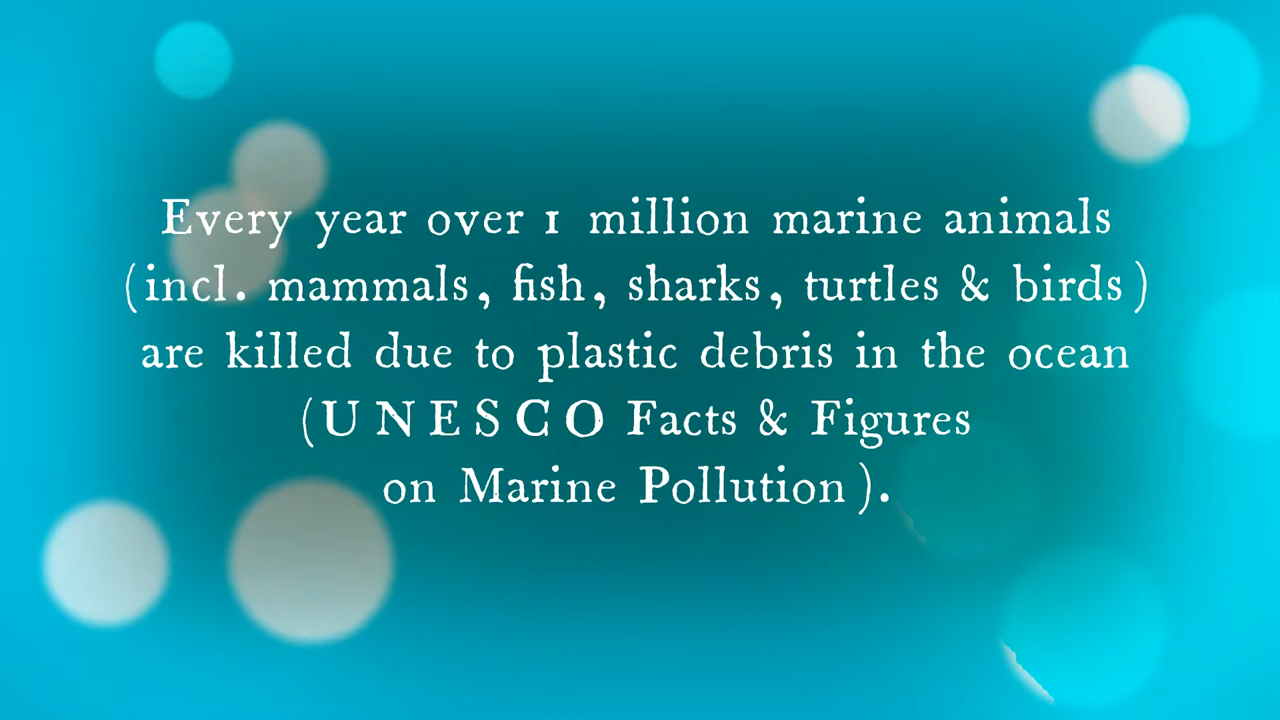 Every year over 1 million marine animals
(incl. mammals, fish, sharks, turtles & birds)
are killed due to plastic debris in the ocean
(UNESCO Facts & Figures
on Marine Pollution).